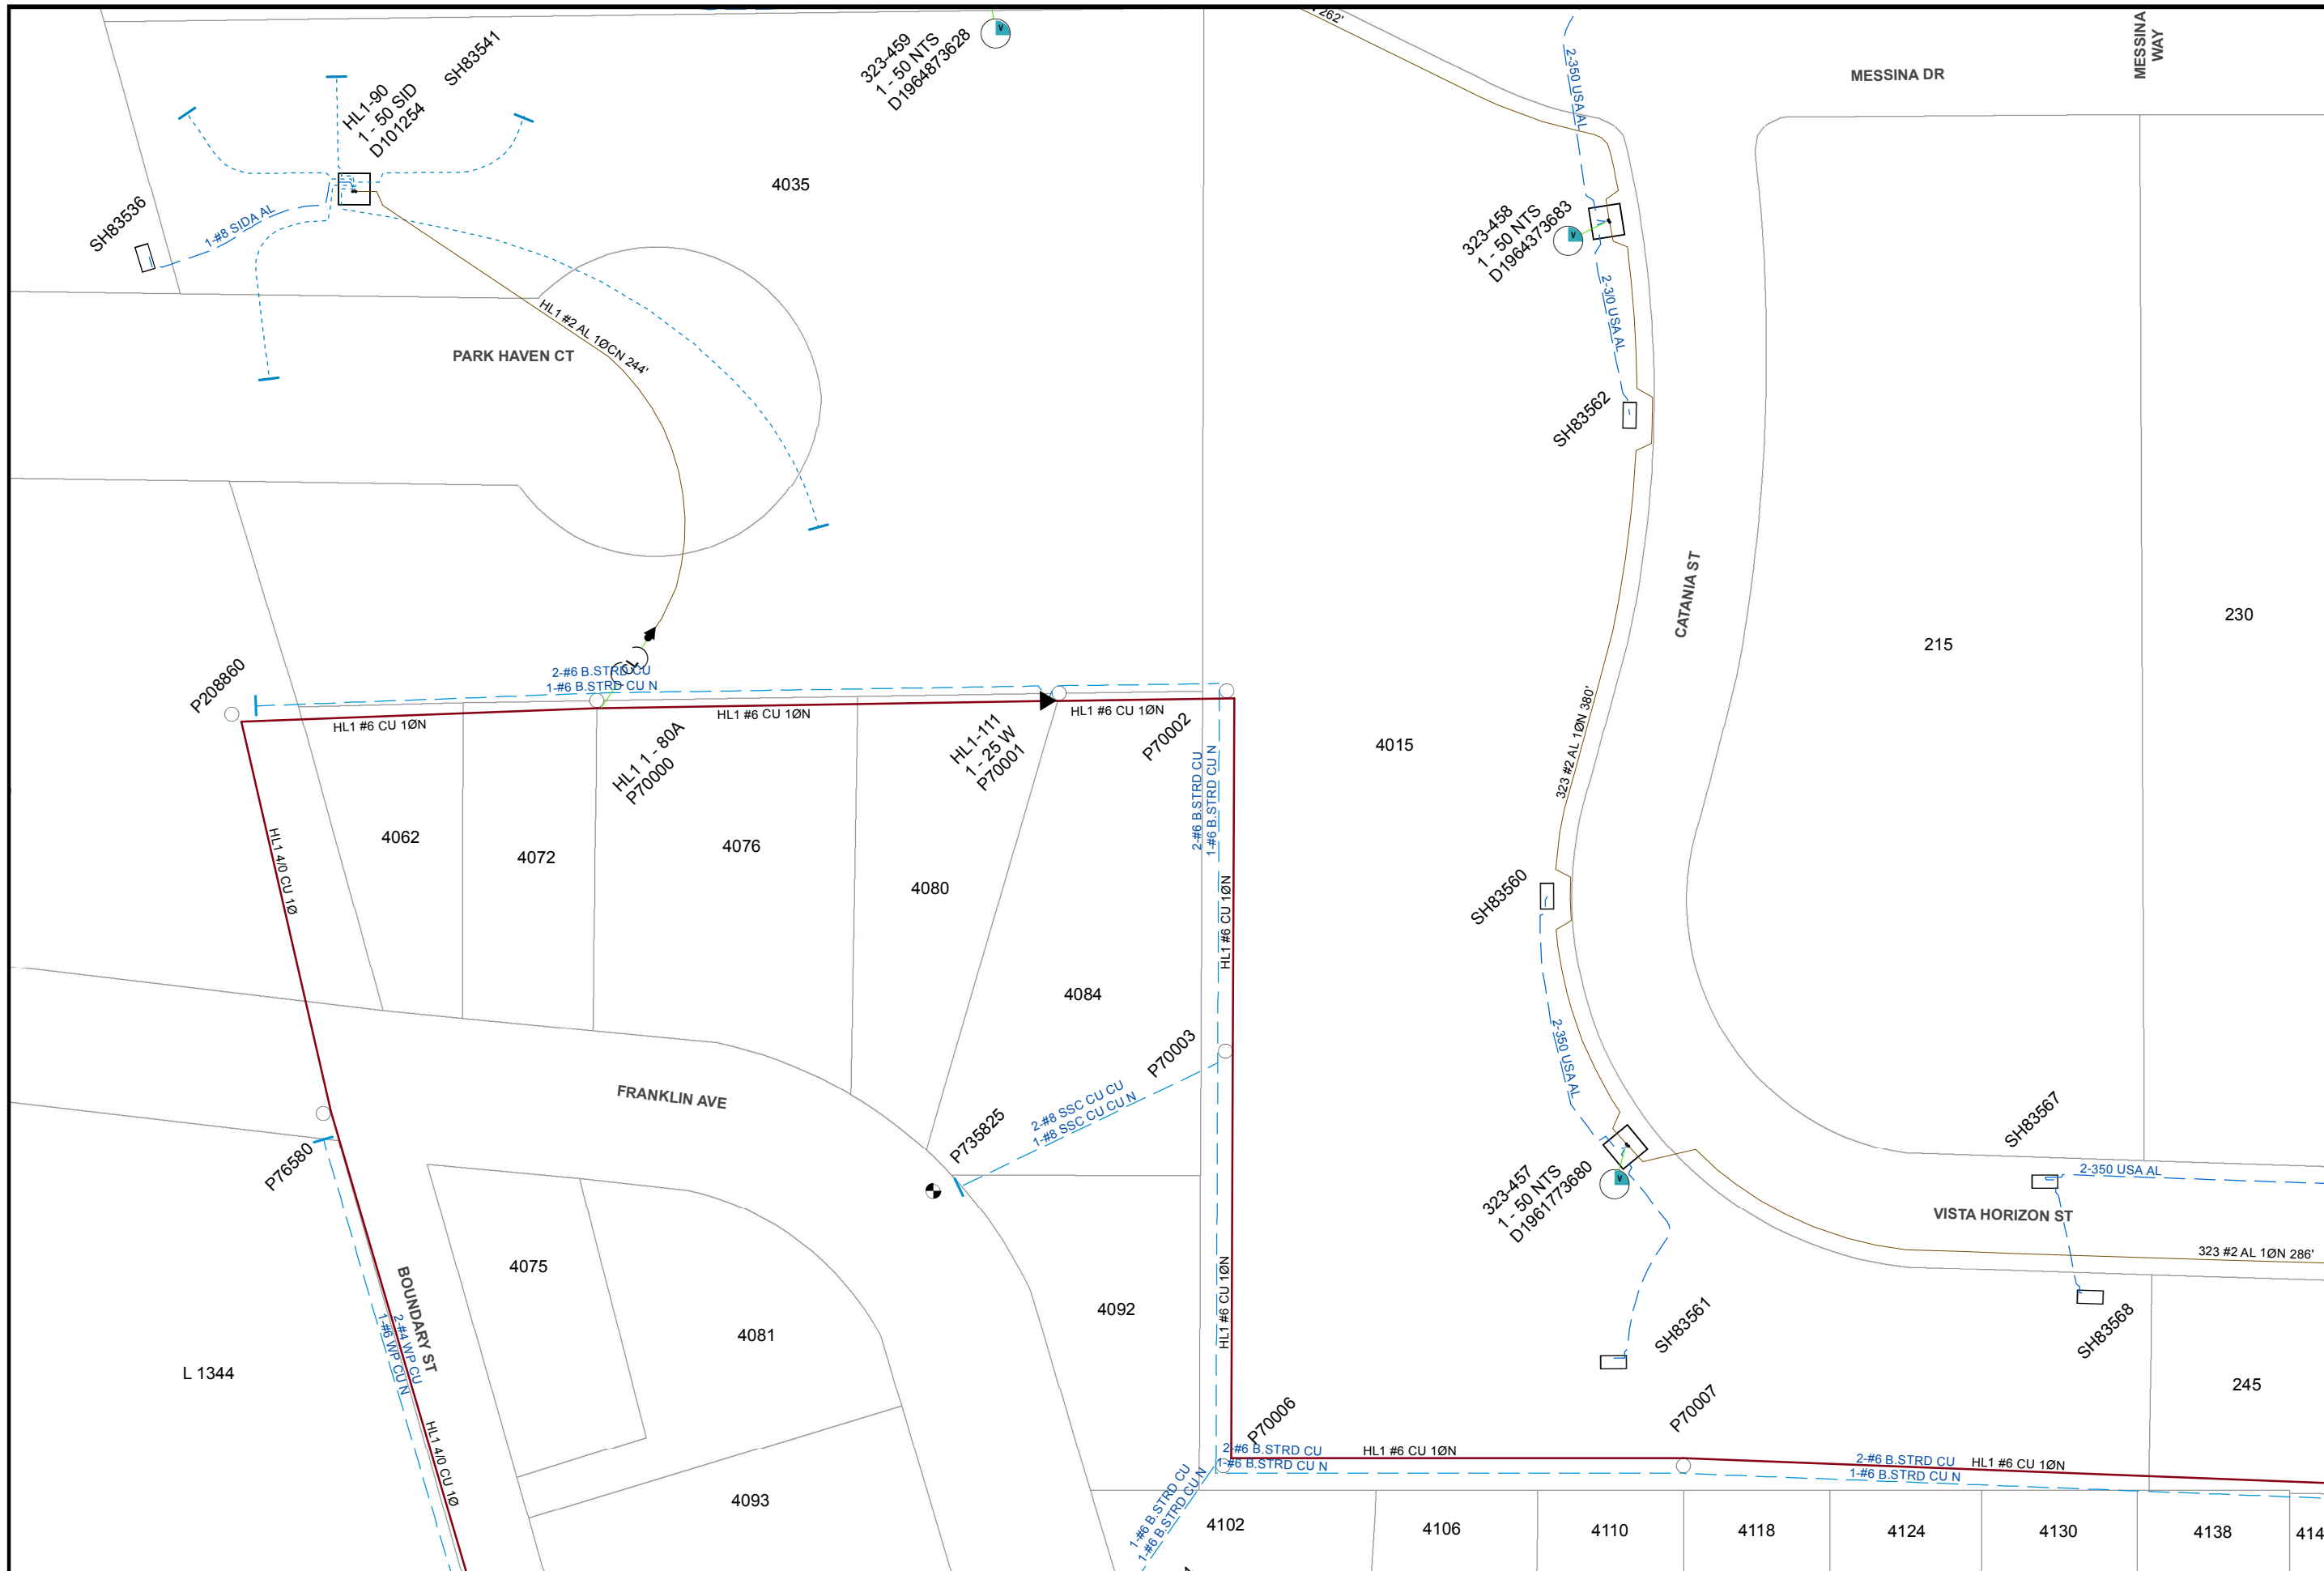 262'
MESSINA DR
MESSINA
WAY
323-459
1 - 50 NTS
D1964873628
V
SH83541
HL1-90
1 - 50 SID
D101254
2-350 USA AL
4035
SH83536
1-#8 SIDA AL
323-458
1 - 50 NTS
D1964373683
V
2-3/0 USA AL
HL1 #2 AL 1ØCN 244'
PARK HAVEN CT
SH83562
CATANIA ST
230
215
P208860
2-#6 B.STRD CU
1-#6 B.STRD CU N
CL
HL1 #6 CU 1ØN
HL1 #6 CU 1ØN
HL1 #6 CU 1ØN
HL1 1 - 80A
P70000
HL1-111
1 - 25 W
P70001
P70002
4015
323 #2 AL 1ØN 380'
2-#6 B.STRD CU
1-#6 B.STRD CU N
4062
4072
4076
4080
HL1 4/0 CU 1Ø
SH83560
HL1 #6 CU 1ØN
4084
P70003
2-350 USA AL
FRANKLIN AVE
2-#8 SSC CU CU
1-#8 SSC CU CU N
P735825
P76580
SH83567
2-350 USA AL
323-457
1 - 50 NTS
D1961773680
V
VISTA HORIZON ST
323 #2 AL 1ØN 286'
4075
BOUNDARY ST
HL1 #6 CU 1ØN
4092
4081
SH83561
SH83568
2-#4 WP CU
1-#6 WP CU N
L 1344
245
P70006
P70007
HL1 4/0 CU 1Ø
2-#6 B.STRD CU
1-#6 B.STRD CU N
HL1 #6 CU 1ØN
2-#6 B.STRD CU
1-#6 B.STRD CU N
HL1 #6 CU 1ØN
4093
1-#6 B.STRD CU
1-#6 B.STRD CU N
4102
4106
4110
4118
4124
4130
4138